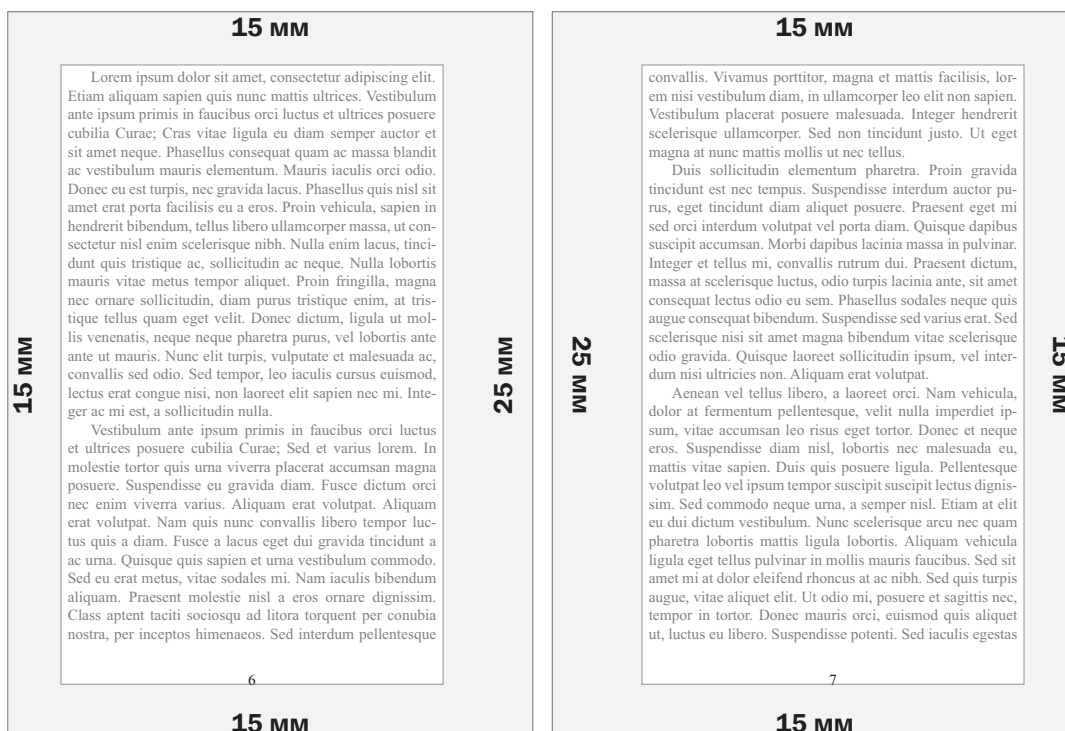 15 мм
Lorem ipsum dolor sit amet, consectetur adipiscing elit.
Etiam aliquam sapien quis nunc mattis ultrices. Vestibulum
ante ipsum primis in faucibus orci luctus et ultrices posuere
cubilia Curae; Cras vitae ligula eu diam semper auctor et
sit amet neque. Phasellus consequat quam ac massa blandit
ac vestibulum mauris elementum. Mauris iaculis orci odio.
Donec eu est turpis, nec gravida lacus. Phasellus quis nisl sit
amet erat porta facilisis eu a eros. Proin vehicula, sapien in
hendrerit bibendum, tellus libero ullamcorper massa, ut con-
sectetur nisl enim scelerisque nibh. Nulla enim lacus, tinci-
dunt quis tristique ac, sollicitudin ac neque. Nulla lobortis
mauris vitae metus tempor aliquet. Proin fringilla, magna
nec ornare sollicitudin, diam purus tristique enim, at tris-
tique tellus quam eget velit. Donec dictum, ligula ut mol-
lis venenatis, neque neque pharetra purus, vel lobortis ante
ante ut mauris. Nunc elit turpis, vulputate et malesuada ac,
convallis sed odio. Sed tempor, leo iaculis cursus euismod,
lectus erat congue nisi, non laoreet elit sapien nec mi. Inte-
ger ac mi est, a sollicitudin nulla.
Vestibulum ante ipsum primis in faucibus orci luctus
et ultrices posuere cubilia Curae; Sed et varius lorem. In
molestie tortor quis urna viverra placerat accumsan magna
posuere. Suspendisse eu gravida diam. Fusce dictum orci
nec enim viverra varius. Aliquam erat volutpat. Aliquam
erat volutpat. Nam quis nunc convallis libero tempor luc-
tus quis a diam. Fusce a lacus eget dui gravida tincidunt a
ac urna. Quisque quis sapien et urna vestibulum commodo.
Sed eu erat metus, vitae sodales mi. Nam iaculis bibendum
aliquam. Praesent molestie nisl a eros ornare dignissim.
Class aptent taciti sociosqu ad litora torquent per conubia
nostra, per inceptos himenaeos. Sed interdum pellentesque
6
15 мм
25 мм
15 мм
15 мм
convallis. Vivamus porttitor, magna et mattis facilisis, lor-
em nisi vestibulum diam, in ullamcorper leo elit non sapien.
Vestibulum placerat posuere malesuada. Integer hendrerit
scelerisque ullamcorper. Sed non tincidunt justo. Ut eget
magna at nunc mattis mollis ut nec tellus.
Duis sollicitudin elementum pharetra. Proin gravida
tincidunt est nec tempus. Suspendisse interdum auctor pu-
rus, eget tincidunt diam aliquet posuere. Praesent eget mi
sed orci interdum volutpat vel porta diam. Quisque dapibus
suscipit accumsan. Morbi dapibus lacinia massa in pulvinar.
Integer et tellus mi, convallis rutrum dui. Praesent dictum,
massa at scelerisque luctus, odio turpis lacinia ante, sit amet
consequat lectus odio eu sem. Phasellus sodales neque quis
augue consequat bibendum. Suspendisse sed varius erat. Sed
scelerisque nisi sit amet magna bibendum vitae scelerisque
odio gravida. Quisque laoreet sollicitudin ipsum, vel inter-
dum nisi ultricies non. Aliquam erat volutpat.
Aenean vel tellus libero, a laoreet orci. Nam vehicula,
dolor at fermentum pellentesque, velit nulla imperdiet ip-
sum, vitae accumsan leo risus eget tortor. Donec et neque
eros. Suspendisse diam nisl, lobortis nec malesuada eu,
mattis vitae sapien. Duis quis posuere ligula. Pellentesque
volutpat leo vel ipsum tempor suscipit suscipit lectus dignis-
sim. Sed commodo neque urna, a semper nisl. Etiam at elit
eu dui dictum vestibulum. Nunc scelerisque arcu nec quam
pharetra lobortis mattis ligula lobortis. Aliquam vehicula
ligula eget tellus pulvinar in mollis mauris faucibus. Sed sit
amet mi at dolor eleifend rhoncus at ac nibh. Sed quis turpis
augue, vitae aliquet elit. Ut odio mi, posuere et sagittis nec,
tempor in tortor. Donec mauris orci, euismod quis aliquet
ut, luctus eu libero. Suspendisse potenti. Sed iaculis egestas
7
25 мм
15 мм
15 мм